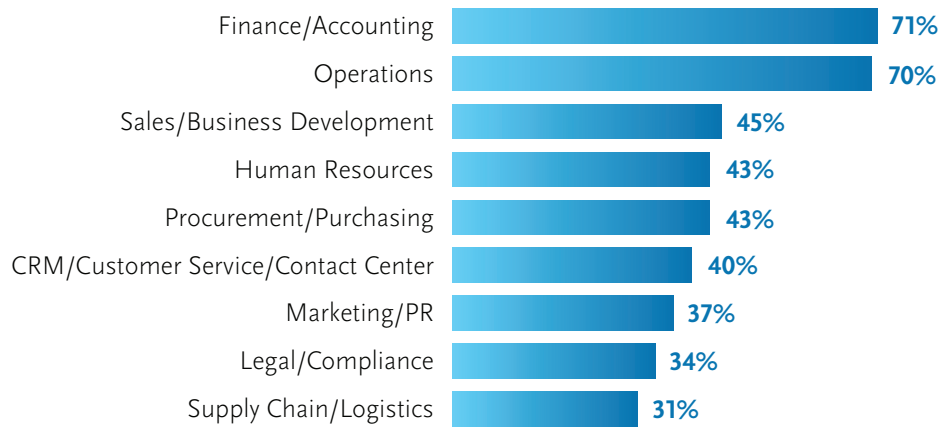 Finance/Accounting 71%
Operations 70%
Sales/Business Development 45%
Human Resources 43%
Procurement/Purchasing 43%
CRM/Customer Service/Contact Center 40%
Marketing/PR 37%
Legal/Compliance 34%
Supply Chain/Logistics 31%